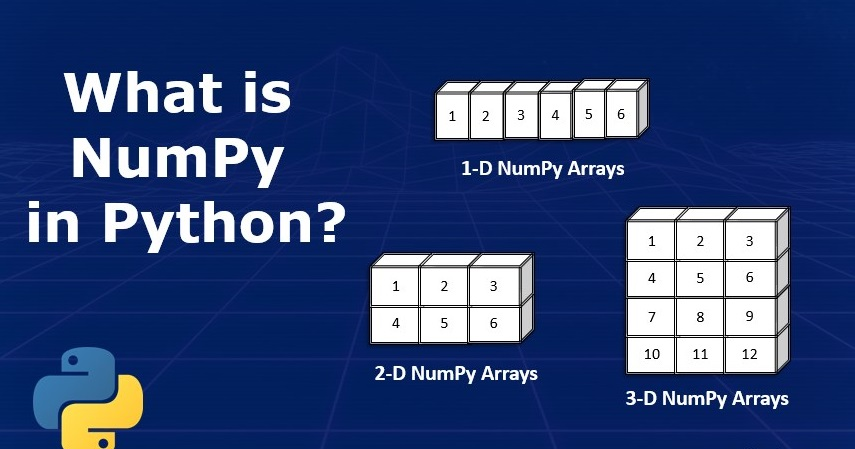 What is
NumPy
in Python?
1 2 3 4 5 6
1-D NumPy Arrays
1 2 3
4 5 6
2-D NumPy Arrays
1 2 3
4 5 6
7 8 9
10 11 12
3-D NumPy Arrays